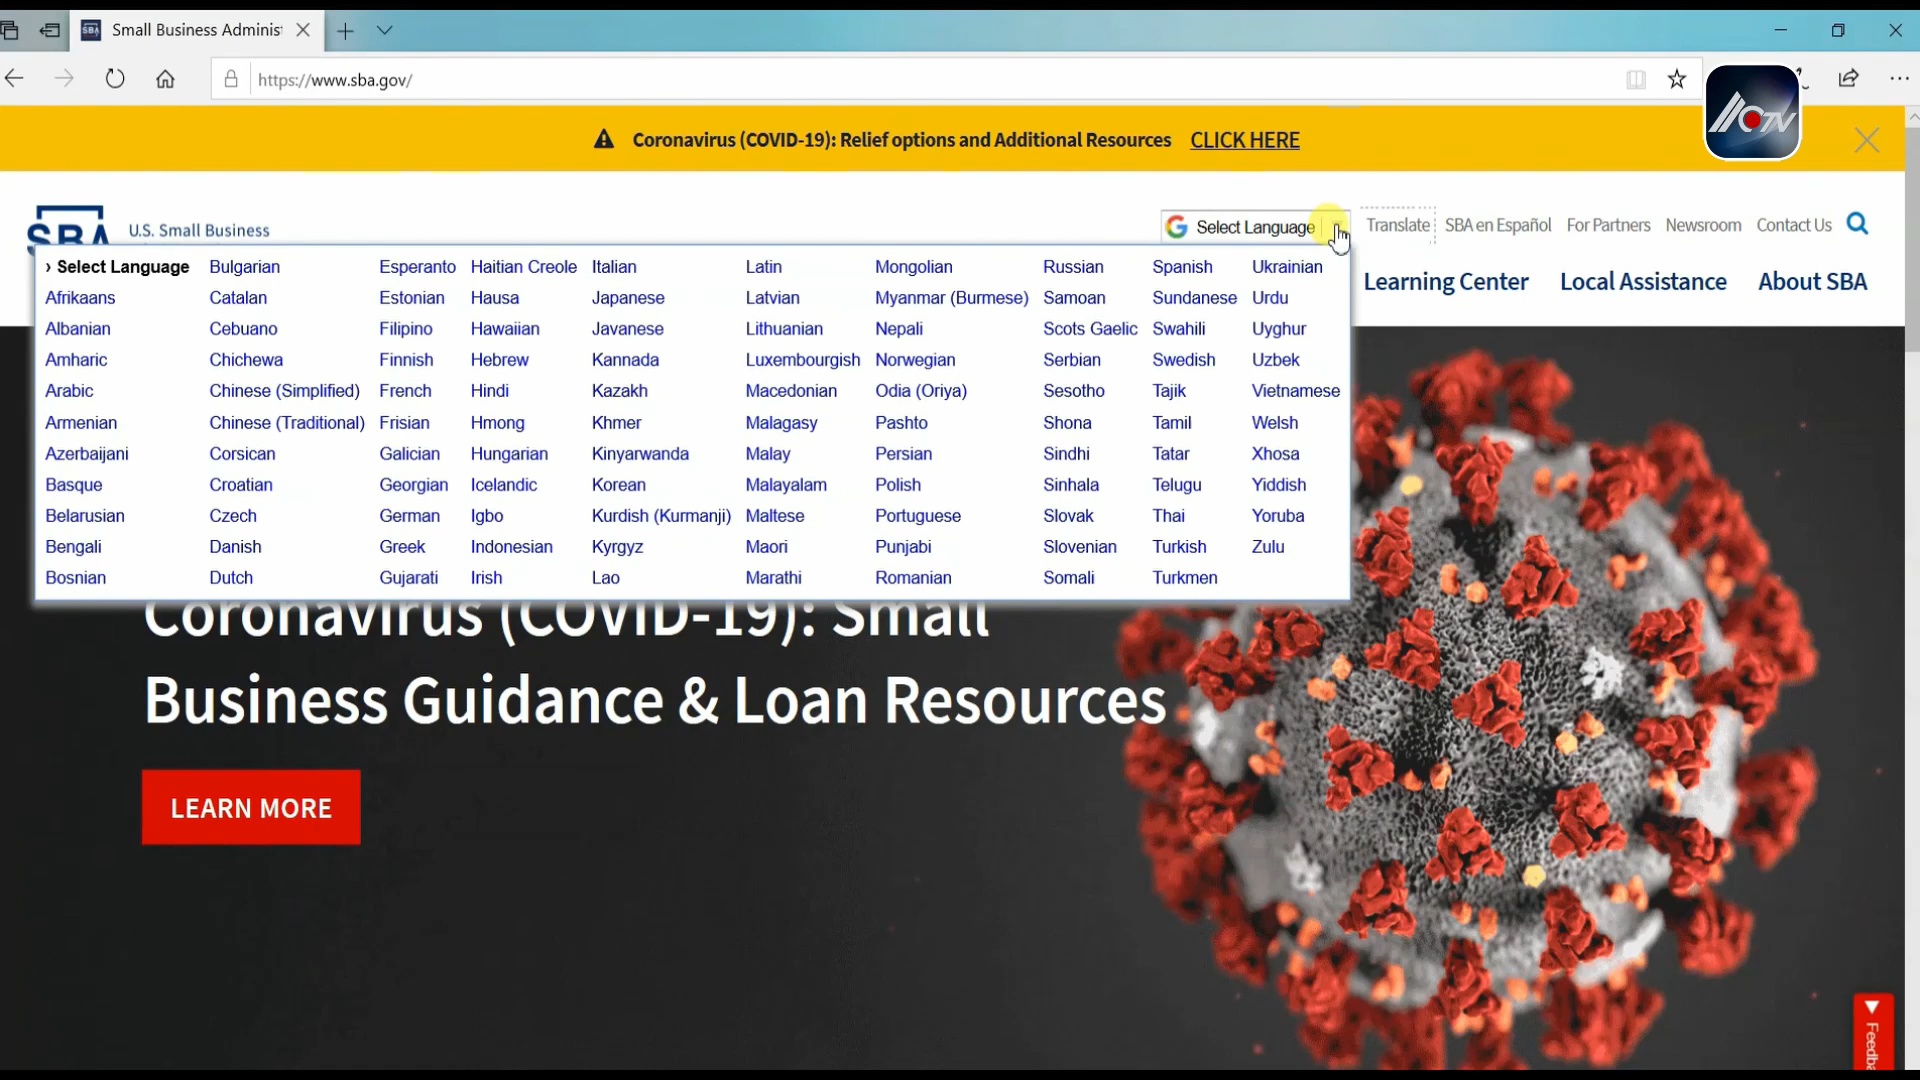 SBA
Small Business Adminis
https://www.sba.gov/
Coronavirus (COVID-19): Relief options and Additional Resources CLICK HERE
TV
SBA
U.S. Small Business
Select Language
Translate
SBA en Español
For Partners
Newsroom
Contact Us
Learning Center
Local Assistance
About SBA
› Select Language Bulgarian Esperanto Haitian Creole Italian Latin Mongolian Russian Spanish Ukrainian
Afrikaans Catalan Estonian Hausa Japanese Latvian Myanmar (Burmese) Samoan Sundanese Urdu
Albanian Cebuano Filipino Hawaiian Javanese Lithuanian Nepali Scots Gaelic Swahili Uyghur
Amharic Chichewa Finnish Hebrew Kannada Luxembourgish Norwegian Serbian Swedish Uzbek
Arabic Chinese (Simplified) French Hindi Kazakh Macedonian Odia (Oriya) Sesotho Tajik Vietnamese
Armenian Chinese (Traditional) Frisian Hmong Khmer Malagasy Pashto Shona Tamil Welsh
Azerbaijani Corsican Galician Hungarian Kinyarwanda Malay Persian Sindhi Tatar Xhosa
Basque Croatian Georgian Icelandic Korean Malayalam Polish Sinhala Telugu Yiddish
Belarusian Czech German Igbo Kurdish (Kurmanji) Maltese Portuguese Slovak Thai Yoruba
Bengali Danish Greek Indonesian Kyrgyz Maori Punjabi Slovenian Turkish Zulu
Bosnian Dutch Gujarati Irish Lao Marathi Romanian Somali Turkmen
Coronavirus (COVID-19): Small
Business Guidance & Loan Resources
LEARN MORE
Feedba